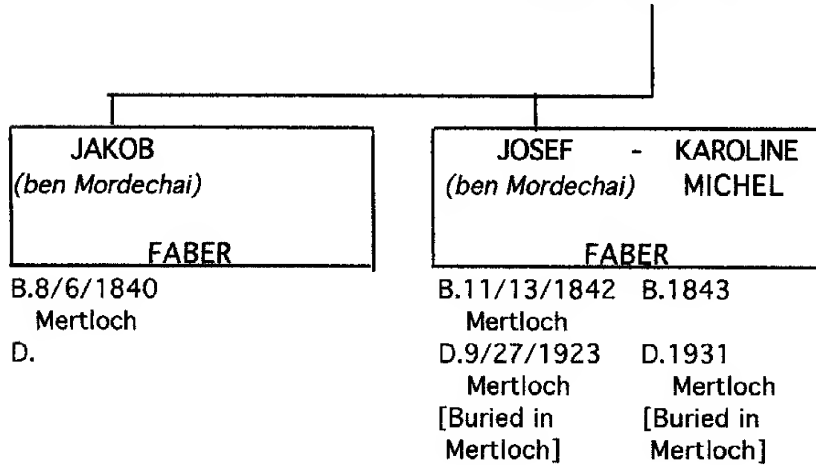 JAKOB
(ben Mordechai)
FABER
B.8/6/1840
Mertloch
D.
JOSEF - KAROLINE
(ben Mordechai) MICHEL
FABER
B.11/13/1842 B.1843
Mertloch
D.9/27/1923 D.1931
Mertloch Mertloch
[Buried in [Buried in
Mertloch] Mertloch]